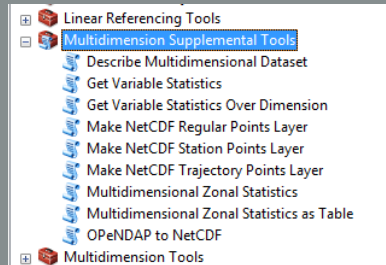 Linear Referencing Tools
Multidimension Supplemental Tools
Describe Multidimensional Dataset
Get Variable Statistics
Get Variable Statistics Over Dimension
Make NetCDF Regular Points Layer
Make NetCDF Station Points Layer
Make NetCDF Trajectory Points Layer
Multidimensional Zonal Statistics
Multidimensional Zonal Statistics as Table
OPeNDAP to NetCDF
Multidimension Tools